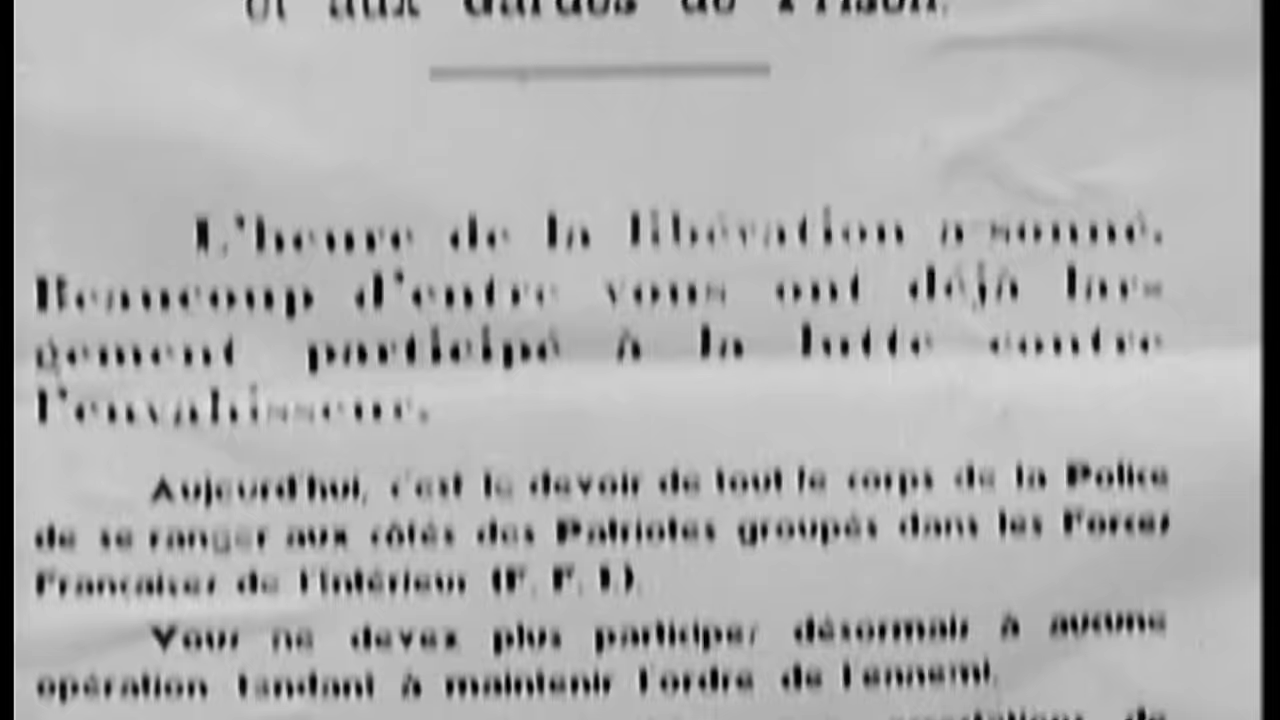 et aux Gardes de Prison.
L'heure de la libération a sonné.
Beaucoup d'entre vous ont déjà lar-
gement participé à la lutte contre
l'envahisseur.
Aujourd'hui, c'est le devoir de tout le corps de la Police
de se ranger aux côtés des Patriotes groupés dans les Forces
Françaises de l'Intérieur (F. F. I.)
Vous ne devez plus participer désormais à aucune
opération tendant à maintenir l'ordre de l'ennemi.
arrestations de